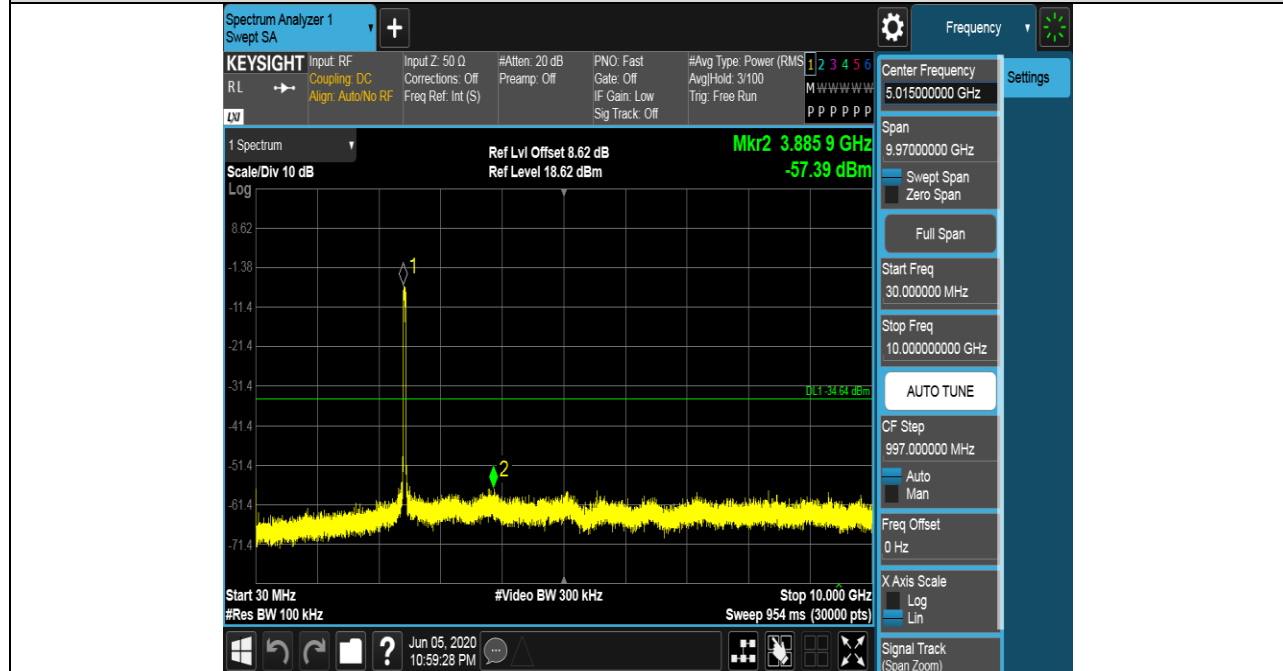 Spectrum Analyzer 1
Swept SA
+
Frequency
KEYSIGHT
RL
LXI
Input: RF
Coupling: DC
Align: Auto/No RF
Input Z: 50 Ω
Corrections: Off
Freq Ref: Int (S)
#Atten: 20 dB
Preamp: Off
PNO: Fast
Gate: Off
IF Gain: Low
Sig Track: Off
#Avg Type: Power (RMS
Avg|Hold: 3/100
Trig: Free Run
1 2 3 4 5 6
M W W W W W
P P P P P P
1 Spectrum
Scale/Div 10 dB
Log
Ref Lvl Offset 8.62 dB
Ref Level 18.62 dBm
Mkr2 3.885 9 GHz
-57.39 dBm
8.62
-1.38
-11.4
-21.4
-31.4
-41.4
-51.4
-61.4
-71.4
1
DL1 -34.64 dBm
2
Start 30 MHz
#Res BW 100 kHz
#Video BW 300 kHz
Stop 10.000 GHz
Sweep 954 ms (30000 pts)
?
Jun 05, 2020
10:59:28 PM
Center Frequency
5.015000000 GHz
Settings
Span
9.97000000 GHz
Swept Span
Zero Span
Full Span
Start Freq
30.000000 MHz
Stop Freq
10.000000000 GHz
AUTO TUNE
CF Step
997.000000 MHz
Auto
Man
Freq Offset
0 Hz
X Axis Scale
Log
Lin
Signal Track
(Span Zoom)